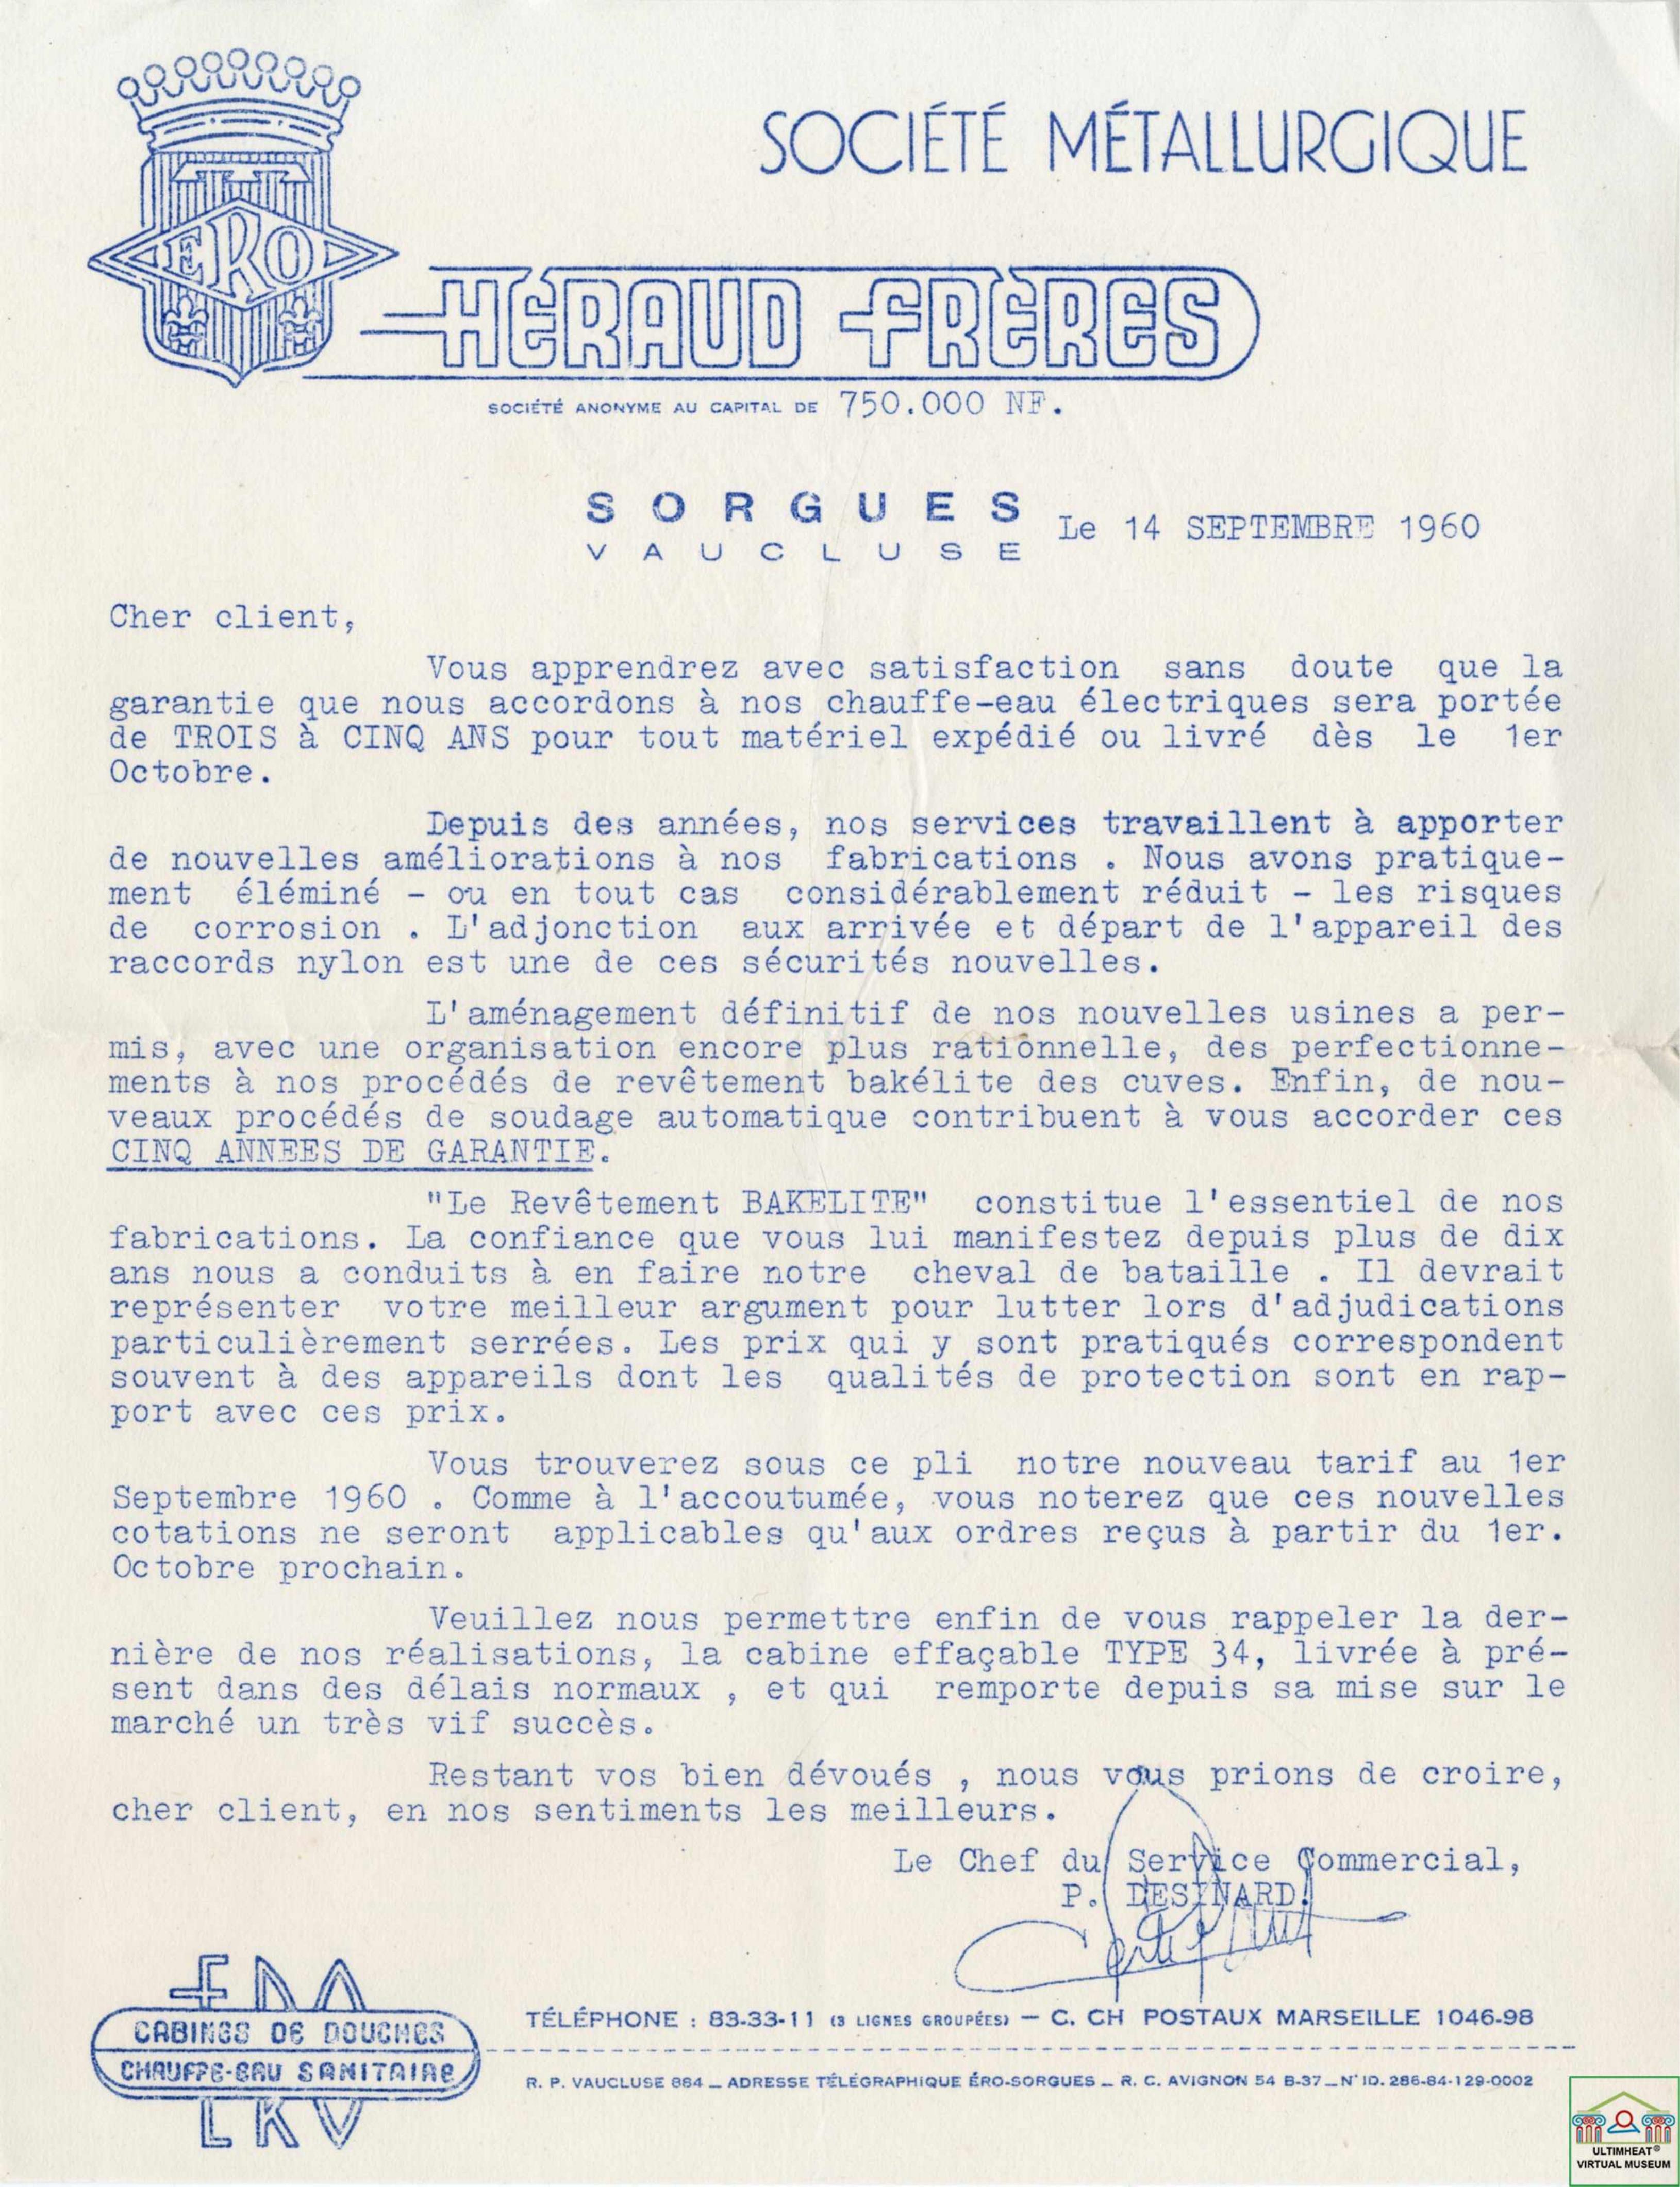 SOCIÉTÉ MÉTALLURGIQUE
ERO
HÉRAUD FRÈRES
SOCIÉTÉ ANONYME AU CAPITAL DE 750.000 NF.
SORGUES
VAUCLUSE
Le 14 SEPTEMBRE 1960
Cher client,
Vous apprendrez avec satisfaction sans doute que la
garantie que nous accordons à nos chauffe-eau électriques sera portée
de TROIS à CINQ ANS pour tout matériel expédié ou livré dès le 1er
Octobre.
Depuis des années, nos services travaillent à apporter
de nouvelles améliorations à nos fabrications . Nous avons pratique-
ment éléminé - ou en tout cas considérablement réduit - les risques
de corrosion . L'adjonction aux arrivée et départ de l'appareil des
raccords nylon est une de ces sécurités nouvelles.
L'aménagement définitif de nos nouvelles usines a per-
mis, avec une organisation encore plus rationnelle, des perfectionne-
ments à nos procédés de revêtement bakélite des cuves. Enfin, de nou-
veaux procédés de soudage automatique contribuent à vous accorder ces
CINQ ANNEES DE GARANTIE.
"Le Revêtement BAKELITE" constitue l'essentiel de nos
fabrications. La confiance que vous lui manifestez depuis plus de dix
ans nous a conduits à en faire notre cheval de bataille . Il devrait
représenter votre meilleur argument pour lutter lors d'adjudications
particulièrement serrées. Les prix qui y sont pratiqués correspondent
souvent à des appareils dont les qualités de protection sont en rap-
port avec ces prix.
Vous trouverez sous ce pli notre nouveau tarif au 1er
Septembre 1960 . Comme à l'accoutumée, vous noterez que ces nouvelles
cotations ne seront applicables qu'aux ordres reçus à partir du 1er.
Octobre prochain.
Veuillez nous permettre enfin de vous rappeler la der-
nière de nos réalisations, la cabine effaçable TYPE 34, livrée à pré-
sent dans des délais normaux , et qui remporte depuis sa mise sur le
marché un très vif succès.
Restant vos bien dévoués , nous vous prions de croire,
cher client, en nos sentiments les meilleurs.
Le Chef du Service Commercial,
P. DESINARD.
CABINES DE DOUCHES
CHAUFFE-EAU SANITAIRE
TÉLÉPHONE : 83-33-11 (3 LIGNES GROUPÉES) — C. CH POSTAUX MARSEILLE 1046-98
R. P. VAUCLUSE 864 _ ADRESSE TÉLÉGRAPHIQUE ÉRO-SORGUES _ R. C. AVIGNON 54 B-37 _ N° ID. 286-84-129-0002
ULTIMHEAT®
VIRTUAL MUSEUM